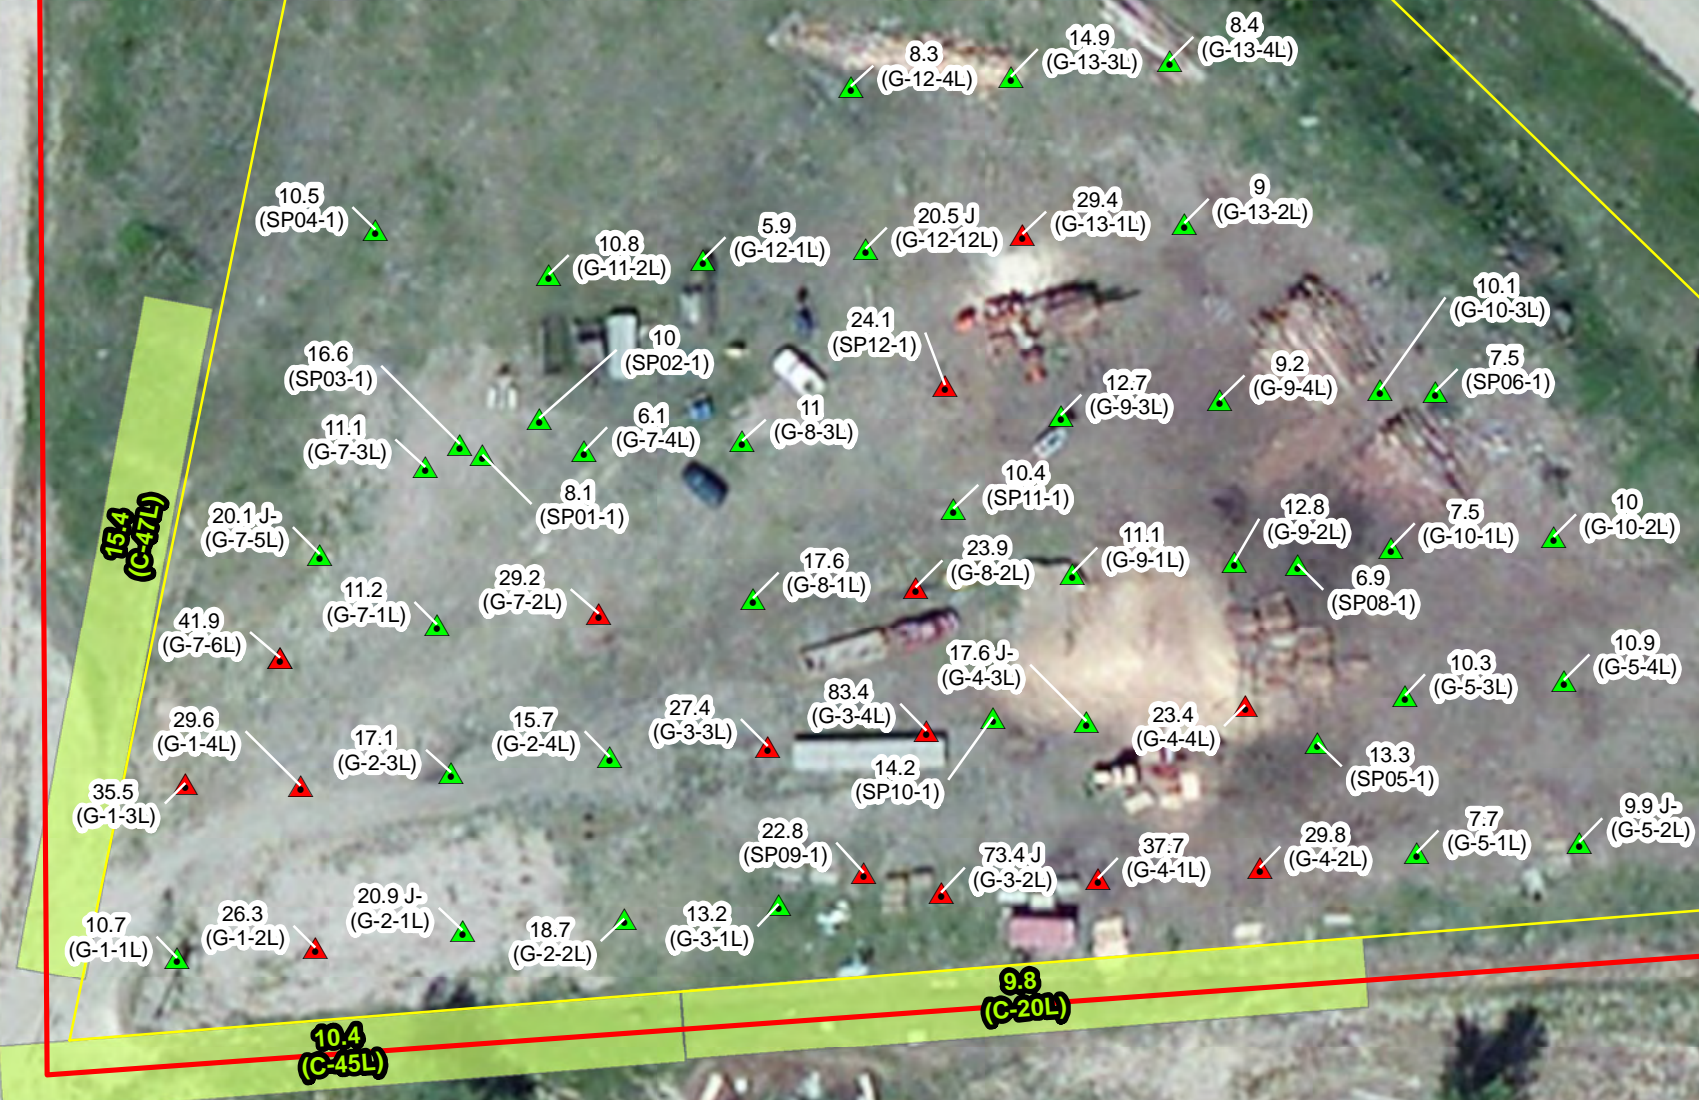 8.4
(G-13-4L)
14.9
(G-13-3L)
8.3
(G-12-4L)
10.5
(SP04-1)
10.8
(G-11-2L)
5.9
(G-12-1L)
20.5 J
(G-12-12L)
29.4
(G-13-1L)
9
(G-13-2L)
10.1
(G-10-3L)
24.1
(SP12-1)
10
(SP02-1)
16.6
(SP03-1)
9.2
(G-9-4L)
7.5
(SP06-1)
12.7
(G-9-3L)
11.1
(G-7-3L)
6.1
(G-7-4L)
11
(G-8-3L)
8.1
(SP01-1)
10.4
(SP11-1)
20.1 J-
(G-7-5L)
12.8
(G-9-2L)
7.5
(G-10-1L)
10
(G-10-2L)
15.4
(C-47L)
17.6
(G-8-1L)
23.9
(G-8-2L)
11.1
(G-9-1L)
6.9
(SP08-1)
11.2
(G-7-1L)
29.2
(G-7-2L)
41.9
(G-7-6L)
17.6 J-
(G-4-3L)
10.3
(G-5-3L)
10.9
(G-5-4L)
29.6
(G-1-4L)
17.1
(G-2-3L)
15.7
(G-2-4L)
27.4
(G-3-3L)
83.4
(G-3-4L)
23.4
(G-4-4L)
14.2
(SP10-1)
13.3
(SP05-1)
35.5
(G-1-3L)
22.8
(SP09-1)
73.4 J
(G-3-2L)
37.7
(G-4-1L)
29.8
(G-4-2L)
7.7
(G-5-1L)
9.9 J-
(G-5-2L)
10.7
(G-1-1L)
26.3
(G-1-2L)
20.9 J-
(G-2-1L)
18.7
(G-2-2L)
13.2
(G-3-1L)
9.8
(C-20L)
10.4
(C-45L)